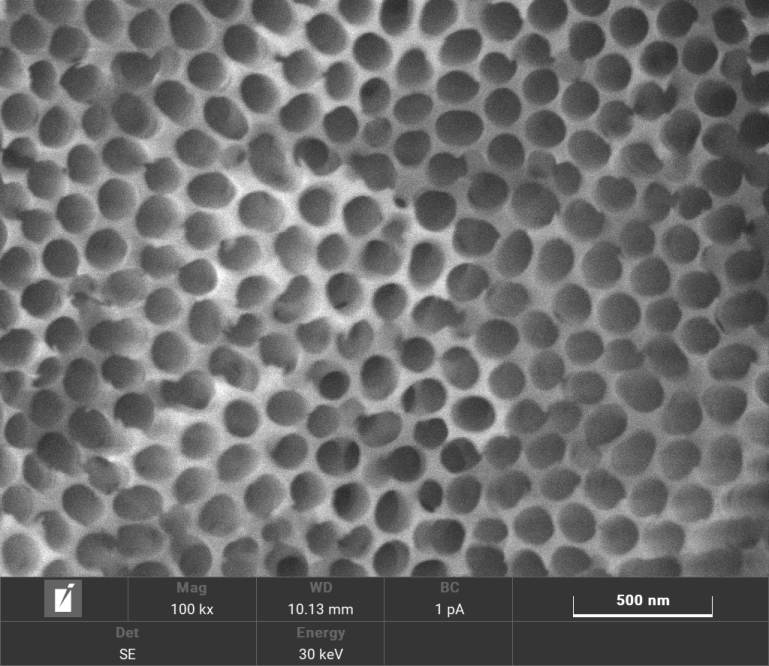 Mag
100 kx
WD
10.13 mm
BC
1 pA
500 nm
Det
SE
Energy
30 keV